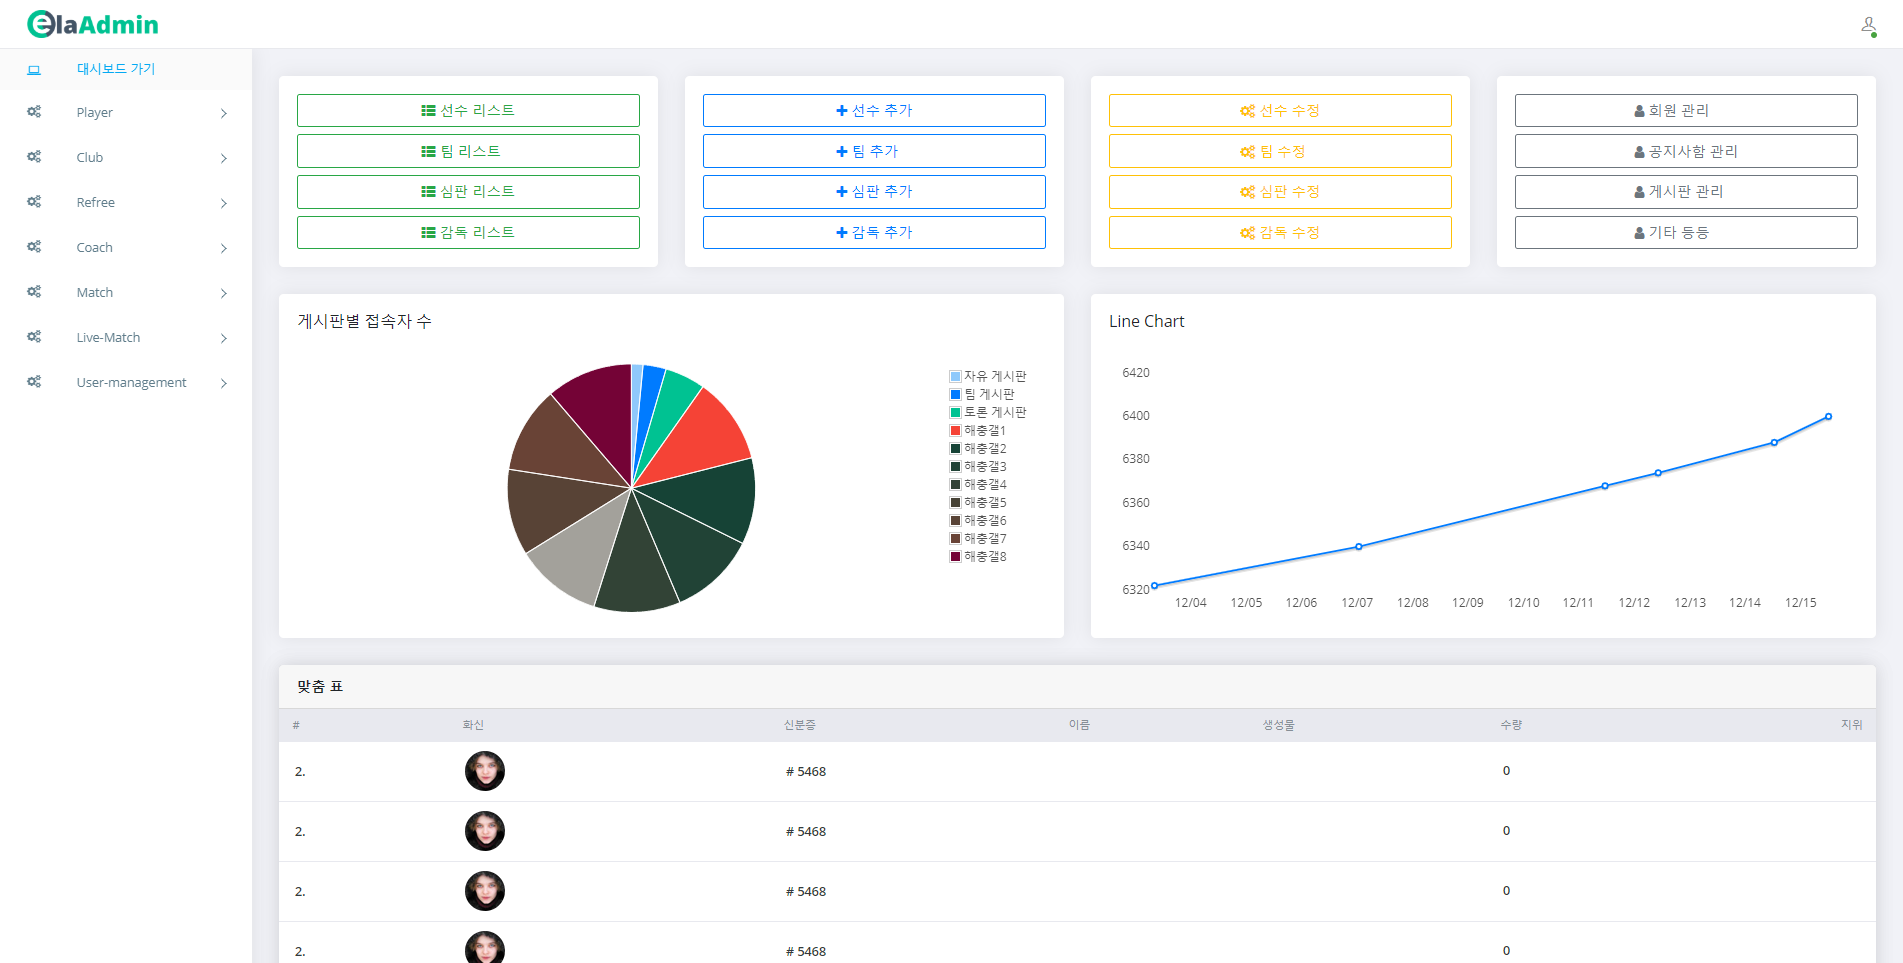 elaAdmin
대시보드 가기
Player
Club
Refree
Coach
Match
Live-Match
User-management
선수 리스트
팀 리스트
심판 리스트
감독 리스트
선수 추가
팀 추가
심판 추가
감독 추가
선수 수정
팀 수정
심판 수정
감독 수정
회원 관리
공지사함 관리
게시판 관리
기타 등등
게시판별 접속자 수
자유 게시판
팀 게시판
토론 게시판
해충갤1
해충갤2
해충갤3
해충갤4
해충갤5
해충갤6
해충갤7
해충갤8
Line Chart
6420
6400
6380
6360
6340
6320
12/04 12/05 12/06 12/07 12/08 12/09 12/10 12/11 12/12 12/13 12/14 12/15
맞춤 표
# 화신 신분증 이름 생성물 수량 지위
2. # 5468 0
2. # 5468 0
2. # 5468 0
2. # 5468 0